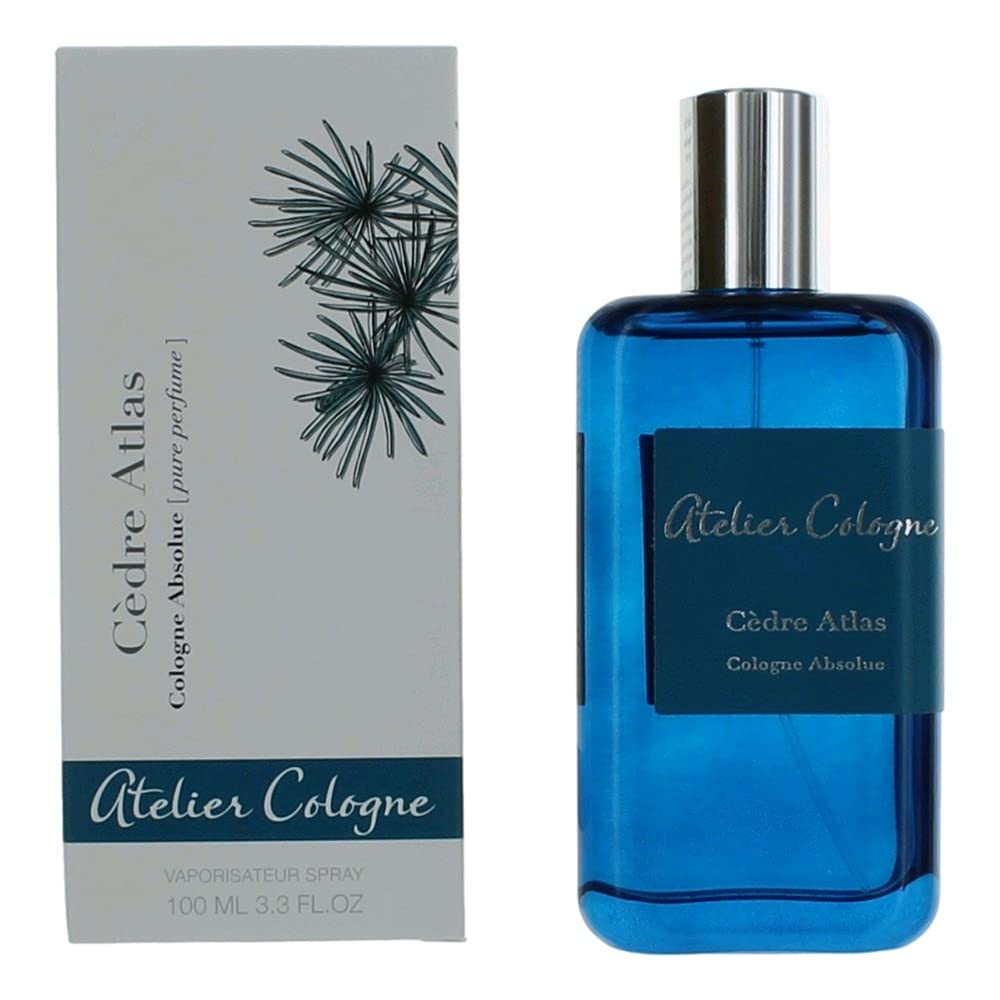 Cèdre Atlas
Cologne Absolue [ pure perfume ]
Atelier Cologne
VAPORISATEUR SPRAY
100 ML 3.3 FL.OZ
Atelier Cologne
Cèdre Atlas
Cologne Absolue